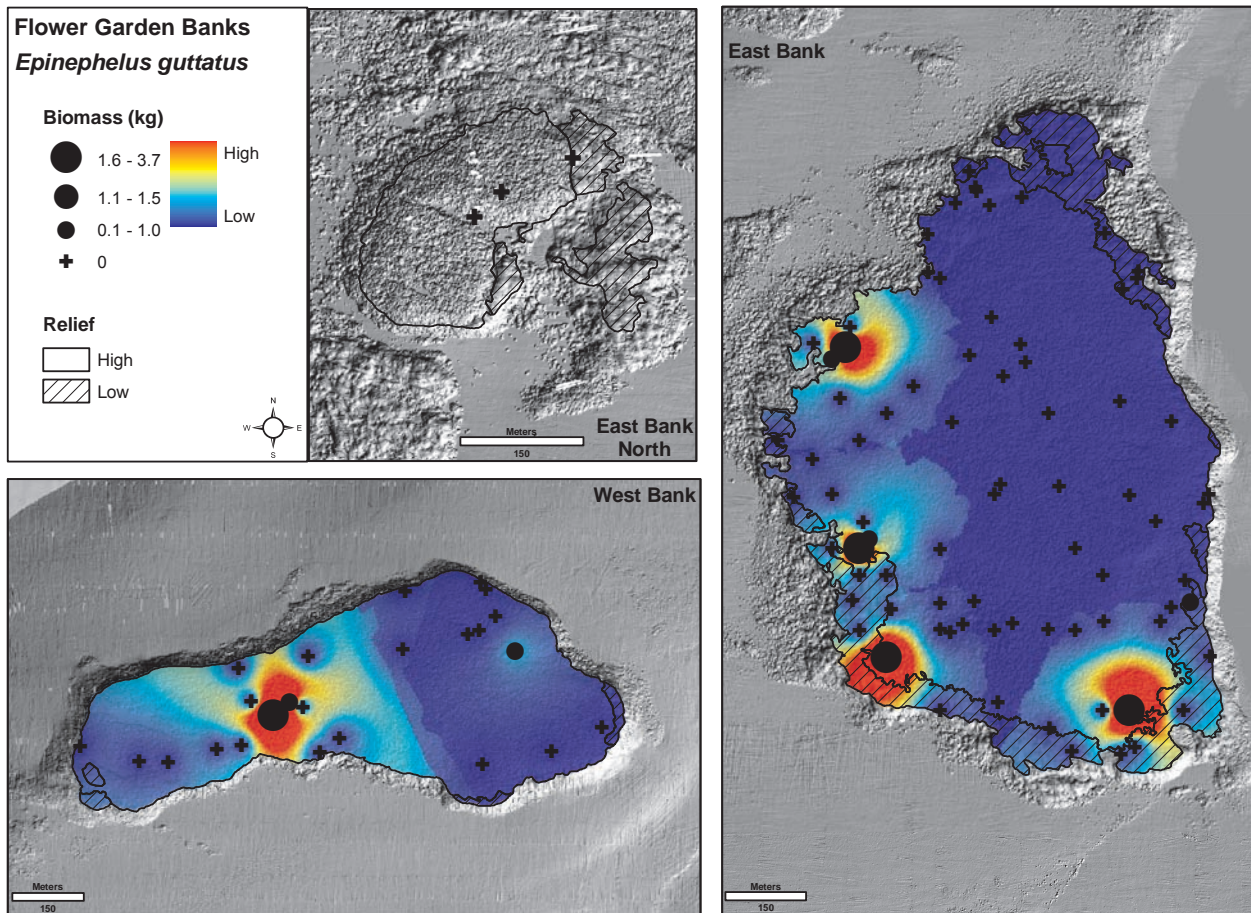 Flower Garden Banks
Epinephelus guttatus
Biomass (kg)
1.6 - 3.7
1.1 - 1.5
0.1 - 1.0
0
High
Low
Relief
High
Low
N
W E
S
Meters
150
East Bank
North
West Bank
Meters
150
East Bank
Meters
150